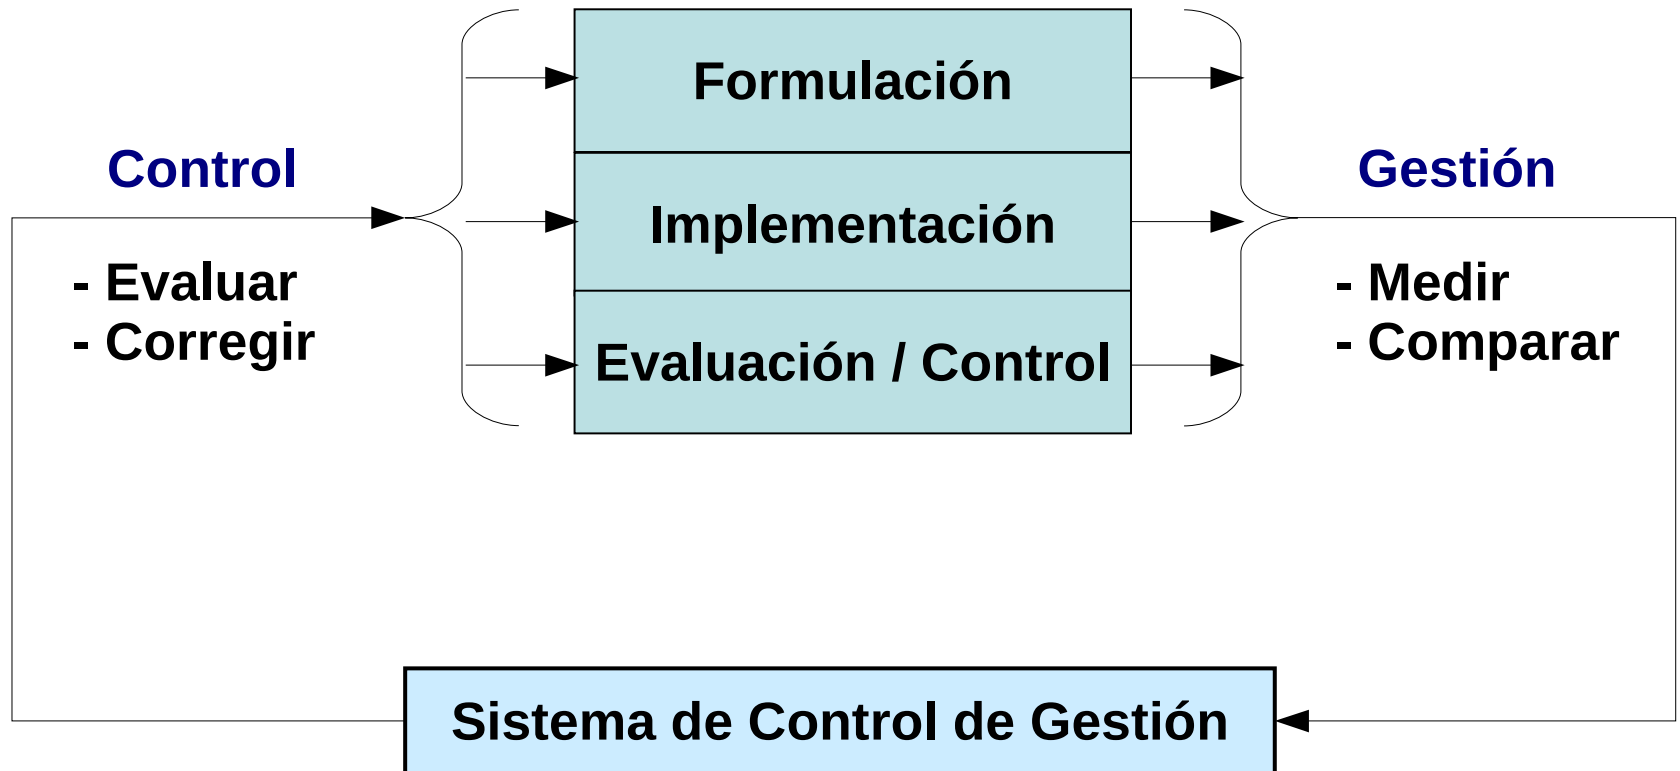 Formulación
Control
Gestión
Implementación
- Evaluar
- Corregir
- Medir
- Comparar
Evaluación / Control
Sistema de Control de Gestión